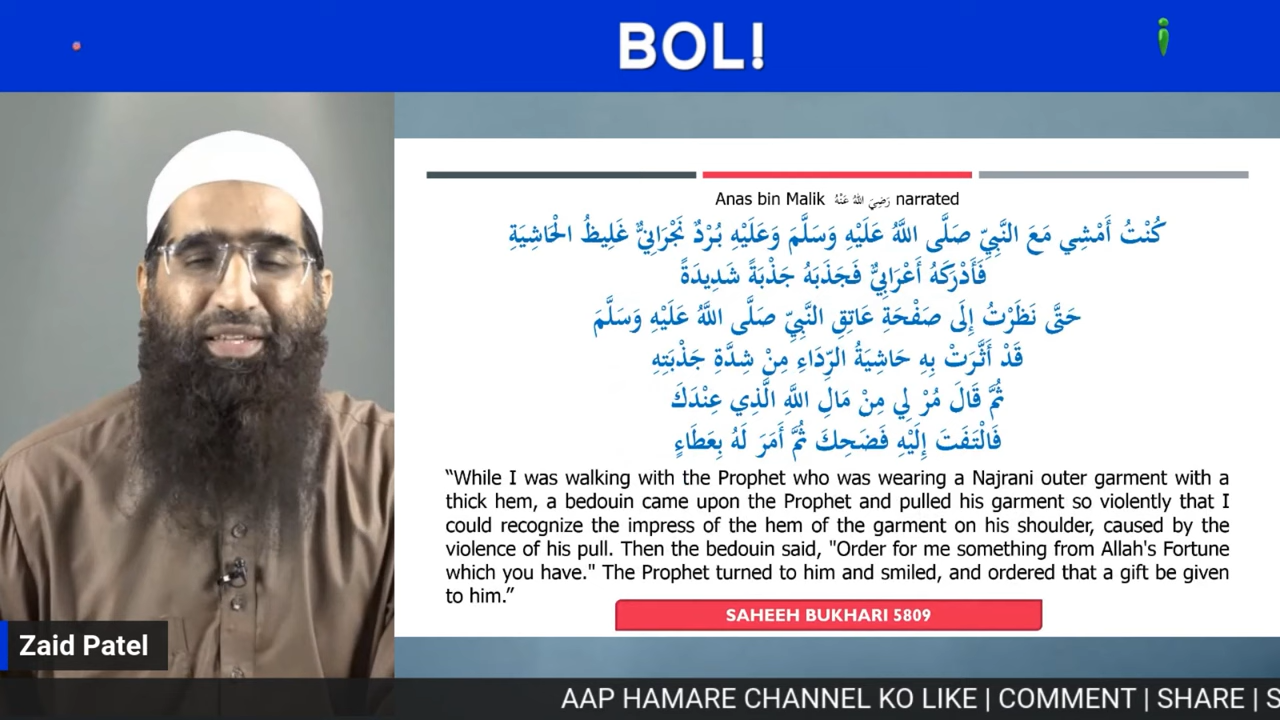 BOL!
Anas bin Malik رَضِيَ اللهُ عَنْهُ narrated
كُنْتُ أَمْشِي مَعَ النَّبِيِّ صَلَّى اللَّهُ عَلَيْهِ وَسَلَّمَ وَعَلَيْهِ بُرْدٌ نَجْرَانِيٌّ غَلِيظُ الْحَاشِيَةِ
فَأَدْرَكَهُ أَعْرَابِيٌّ فَجَذَبَهُ جَذْبَةً شَدِيدَةً
حَتَّى نَظَرْتُ إِلَى صَفْحَةِ عَاتِقِ النَّبِيِّ صَلَّى اللَّهُ عَلَيْهِ وَسَلَّمَ
قَدْ أَثَّرَتْ بِهِ حَاشِيَةُ الرِّدَاءِ مِنْ شِدَّةِ جَذْبَتِهِ
ثُمَّ قَالَ مُرْ لِي مِنْ مَالِ اللَّهِ الَّذِي عِنْدَكَ
فَالْتَفَتَ إِلَيْهِ فَضَحِكَ ثُمَّ أَمَرَ لَهُ بِعَطَاءٍ
“While I was walking with the Prophet who was wearing a Najrani outer garment with a
thick hem, a bedouin came upon the Prophet and pulled his garment so violently that I
could recognize the impress of the hem of the garment on his shoulder, caused by the
violence of his pull. Then the bedouin said, "Order for me something from Allah's Fortune
which you have." The Prophet turned to him and smiled, and ordered that a gift be given
to him.”
SAHEEH BUKHARI 5809
Zaid Patel
AAP HAMARE CHANNEL KO LIKE | COMMENT | SHARE | S